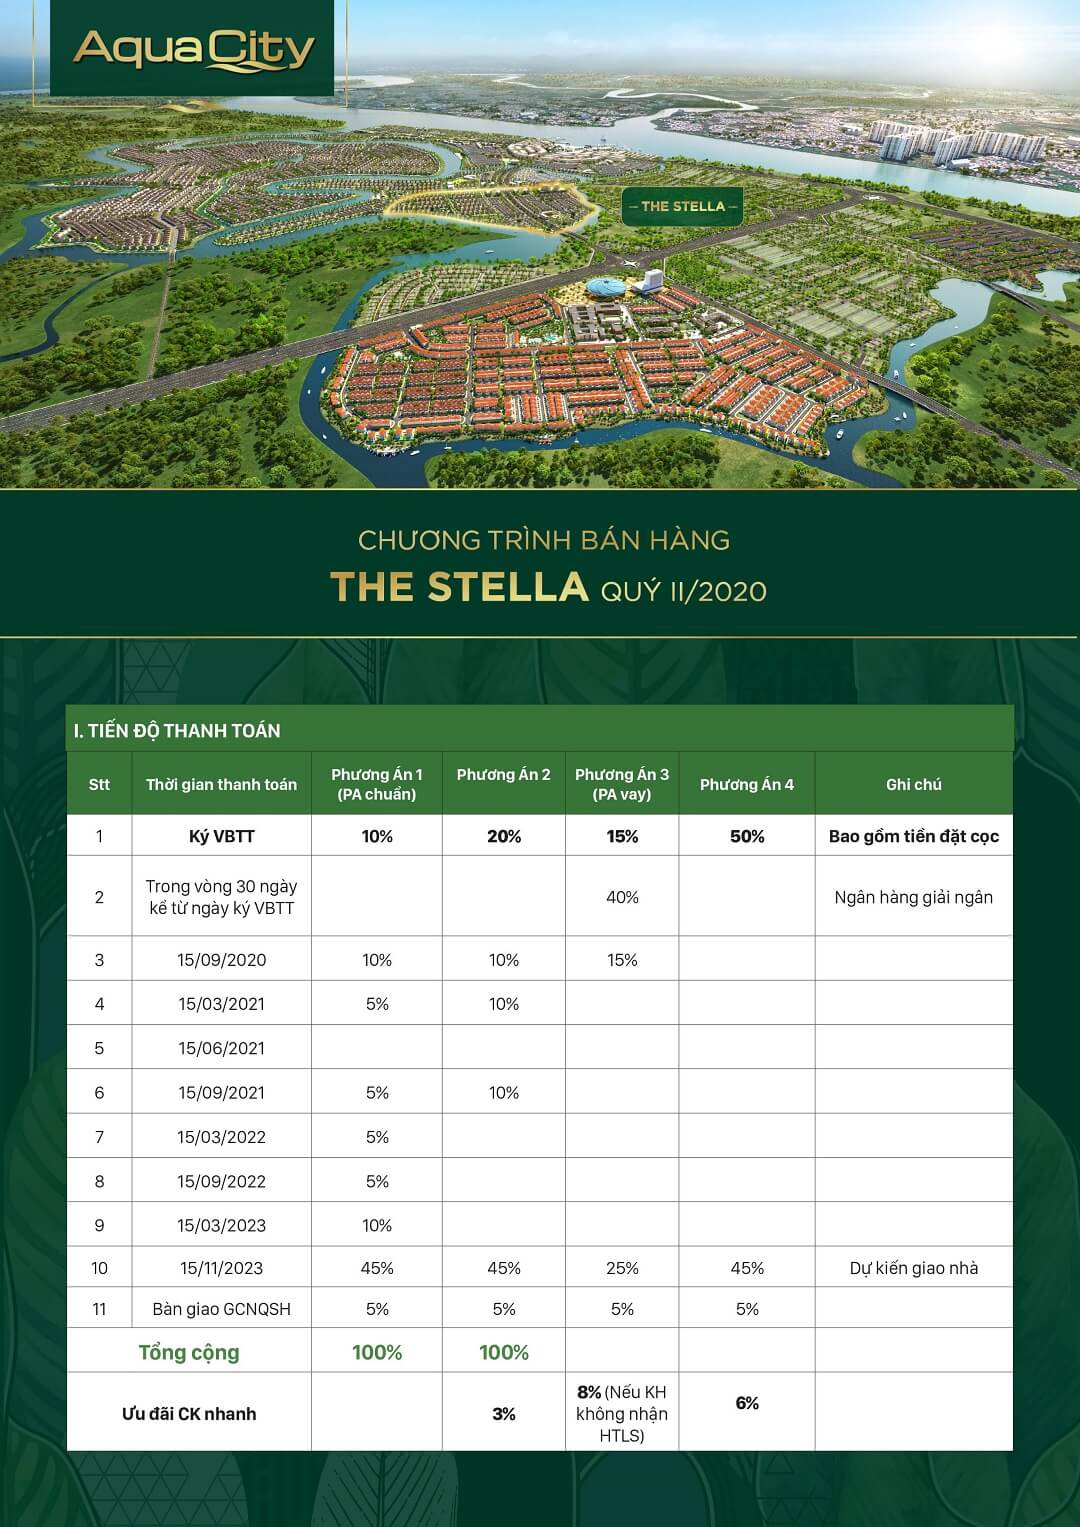 Aqua City
THE STELLA
CHƯƠNG TRÌNH BÁN HÀNG
THE STELLA QUÝ II/2020
I. TIẾN ĐỘ THANH TOÁN
Stt Thời gian thanh toán Phương Án 1 (PA chuẩn) Phương Án 2 Phương Án 3 (PA vay) Phương Án 4 Ghi chú
1 Ký VBTT 10% 20% 15% 50% Bao gồm tiền đặt cọc
2 Trong vòng 30 ngày kể từ ngày ký VBTT 40% Ngân hàng giải ngân
3 15/09/2020 10% 10% 15%
4 15/03/2021 5% 10%
5 15/06/2021
6 15/09/2021 5% 10%
7 15/03/2022 5%
8 15/09/2022 5%
9 15/03/2023 10%
10 15/11/2023 45% 45% 25% 45% Dự kiến giao nhà
11 Bàn giao GCNQSH 5% 5% 5% 5%
Tổng cộng 100% 100%
Ưu đãi CK nhanh 3% 8% (Nếu KH không nhận HTLS) 6%